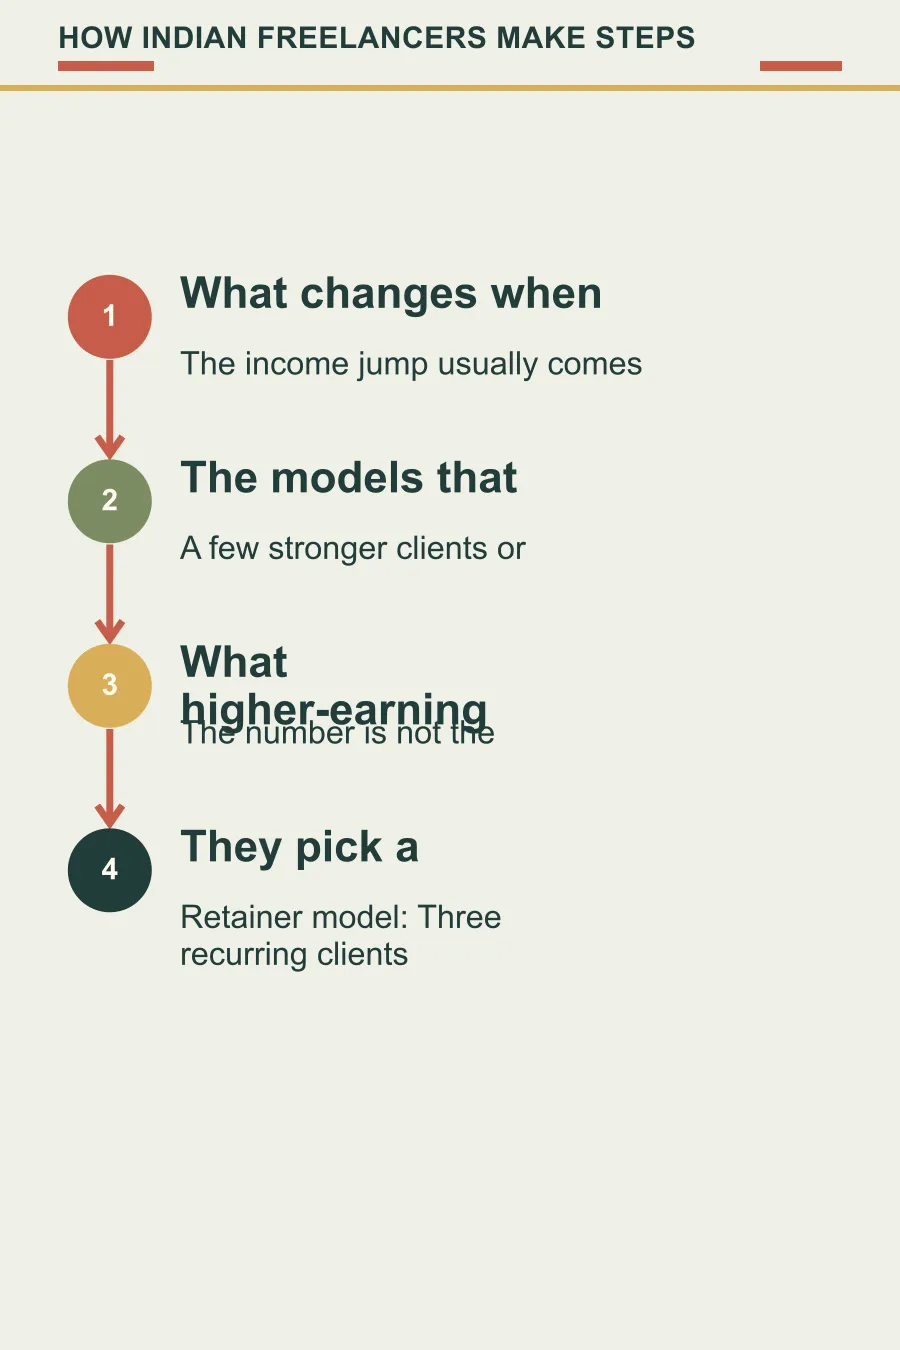 HOW INDIAN FREELANCERS MAKE STEPS
1
What changes when
The income jump usually comes
2
The models that
A few stronger clients or
3
What
higher-earning
The number is not the
4
They pick a
Retainer model: Three
recurring clients